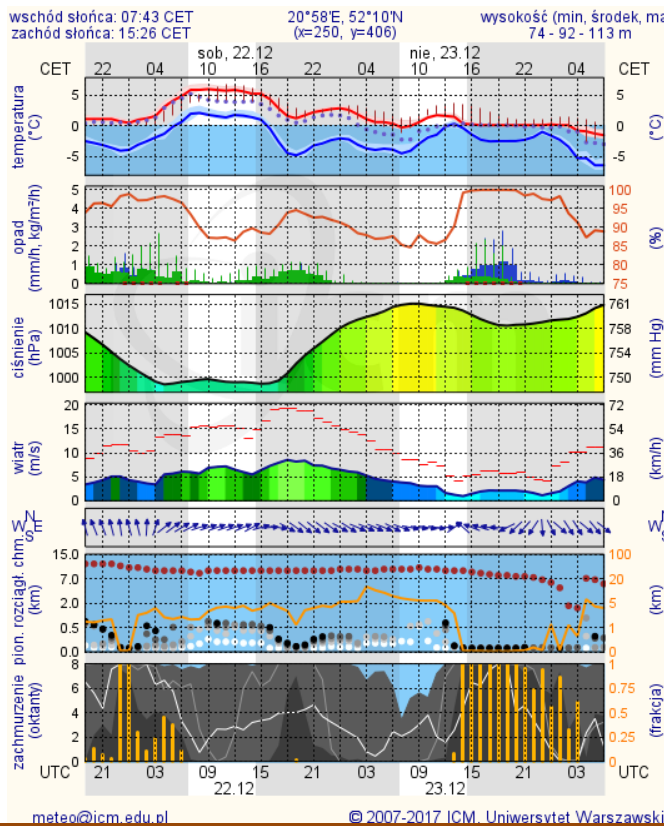 wschód słońca: 07:43 CET 20°58'E, 52°10'N wysokość (min, środek, ma
zachód słońca: 15:26 CET (x=250, y=406) 74 - 92 - 113 m
sob, 22.12 nie, 23.12
CET 22 04 10 16 22 04 10 16 22 04 CET
temperatura (°C)
5 0 -5
5 0 -5
opad (mm/h, kg/m²/h)
5 4 3 2 1 0
100 95 90 85 80 75
(%)
ciśnienie (hPa)
1015 1010 1005 1000
761 758 754 750
(mm Hg)
wiatr (m/s)
20 15 10 5 0
72 54 36 18 0
(km/h)
N W E S
N W
pion. rozciągł. chm. (km)
15.0 7.0 2.0 0.5 0.0
100 20 5 1 0
(km)
zachmurzenie (oktanty)
8 6 4 2 0
1 0.75 0.5 0.25 0
(frakcja)
UTC 21 03 09 15 21 03 09 15 21 03 UTC
22.12 23.12
meteo@icm.edu.pl © 2007-2017 ICM, Uniwersytet Warszawski